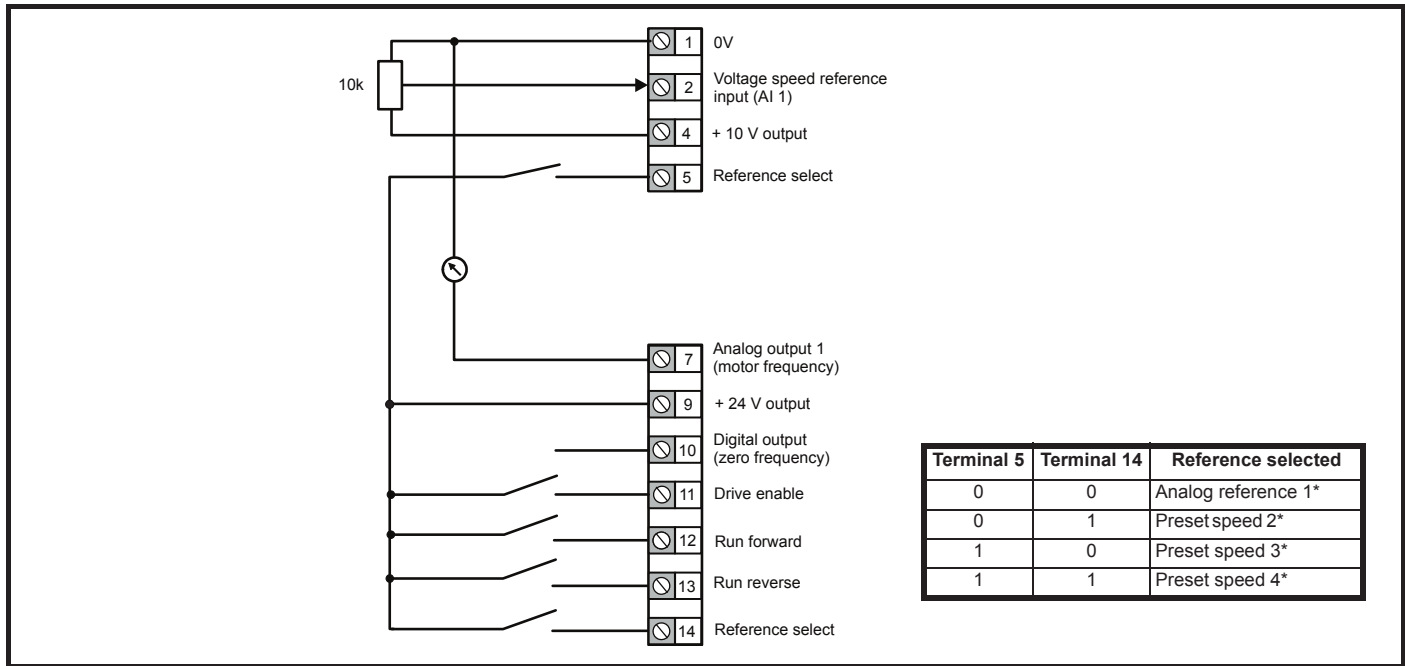 10k
1 0V
2 Voltage speed reference
input (AI 1)
4 + 10 V output
5 Reference select
7 Analog output 1
(motor frequency)
9 + 24 V output
10 Digital output
(zero frequency)
11 Drive enable
12 Run forward
13 Run reverse
14 Reference select
Terminal 5 Terminal 14 Reference selected
0 0 Analog reference 1*
0 1 Preset speed 2*
1 0 Preset speed 3*
1 1 Preset speed 4*